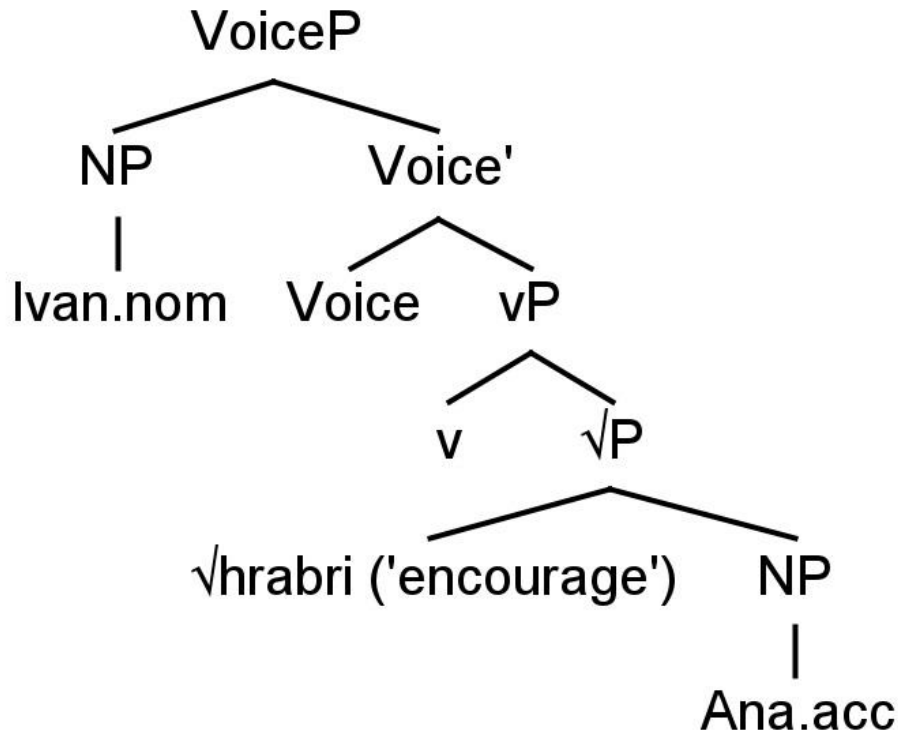 VoiceP
NP Voice'
Ivan.nom Voice vP
v √P
√hrabri ('encourage') NP
Ana.acc